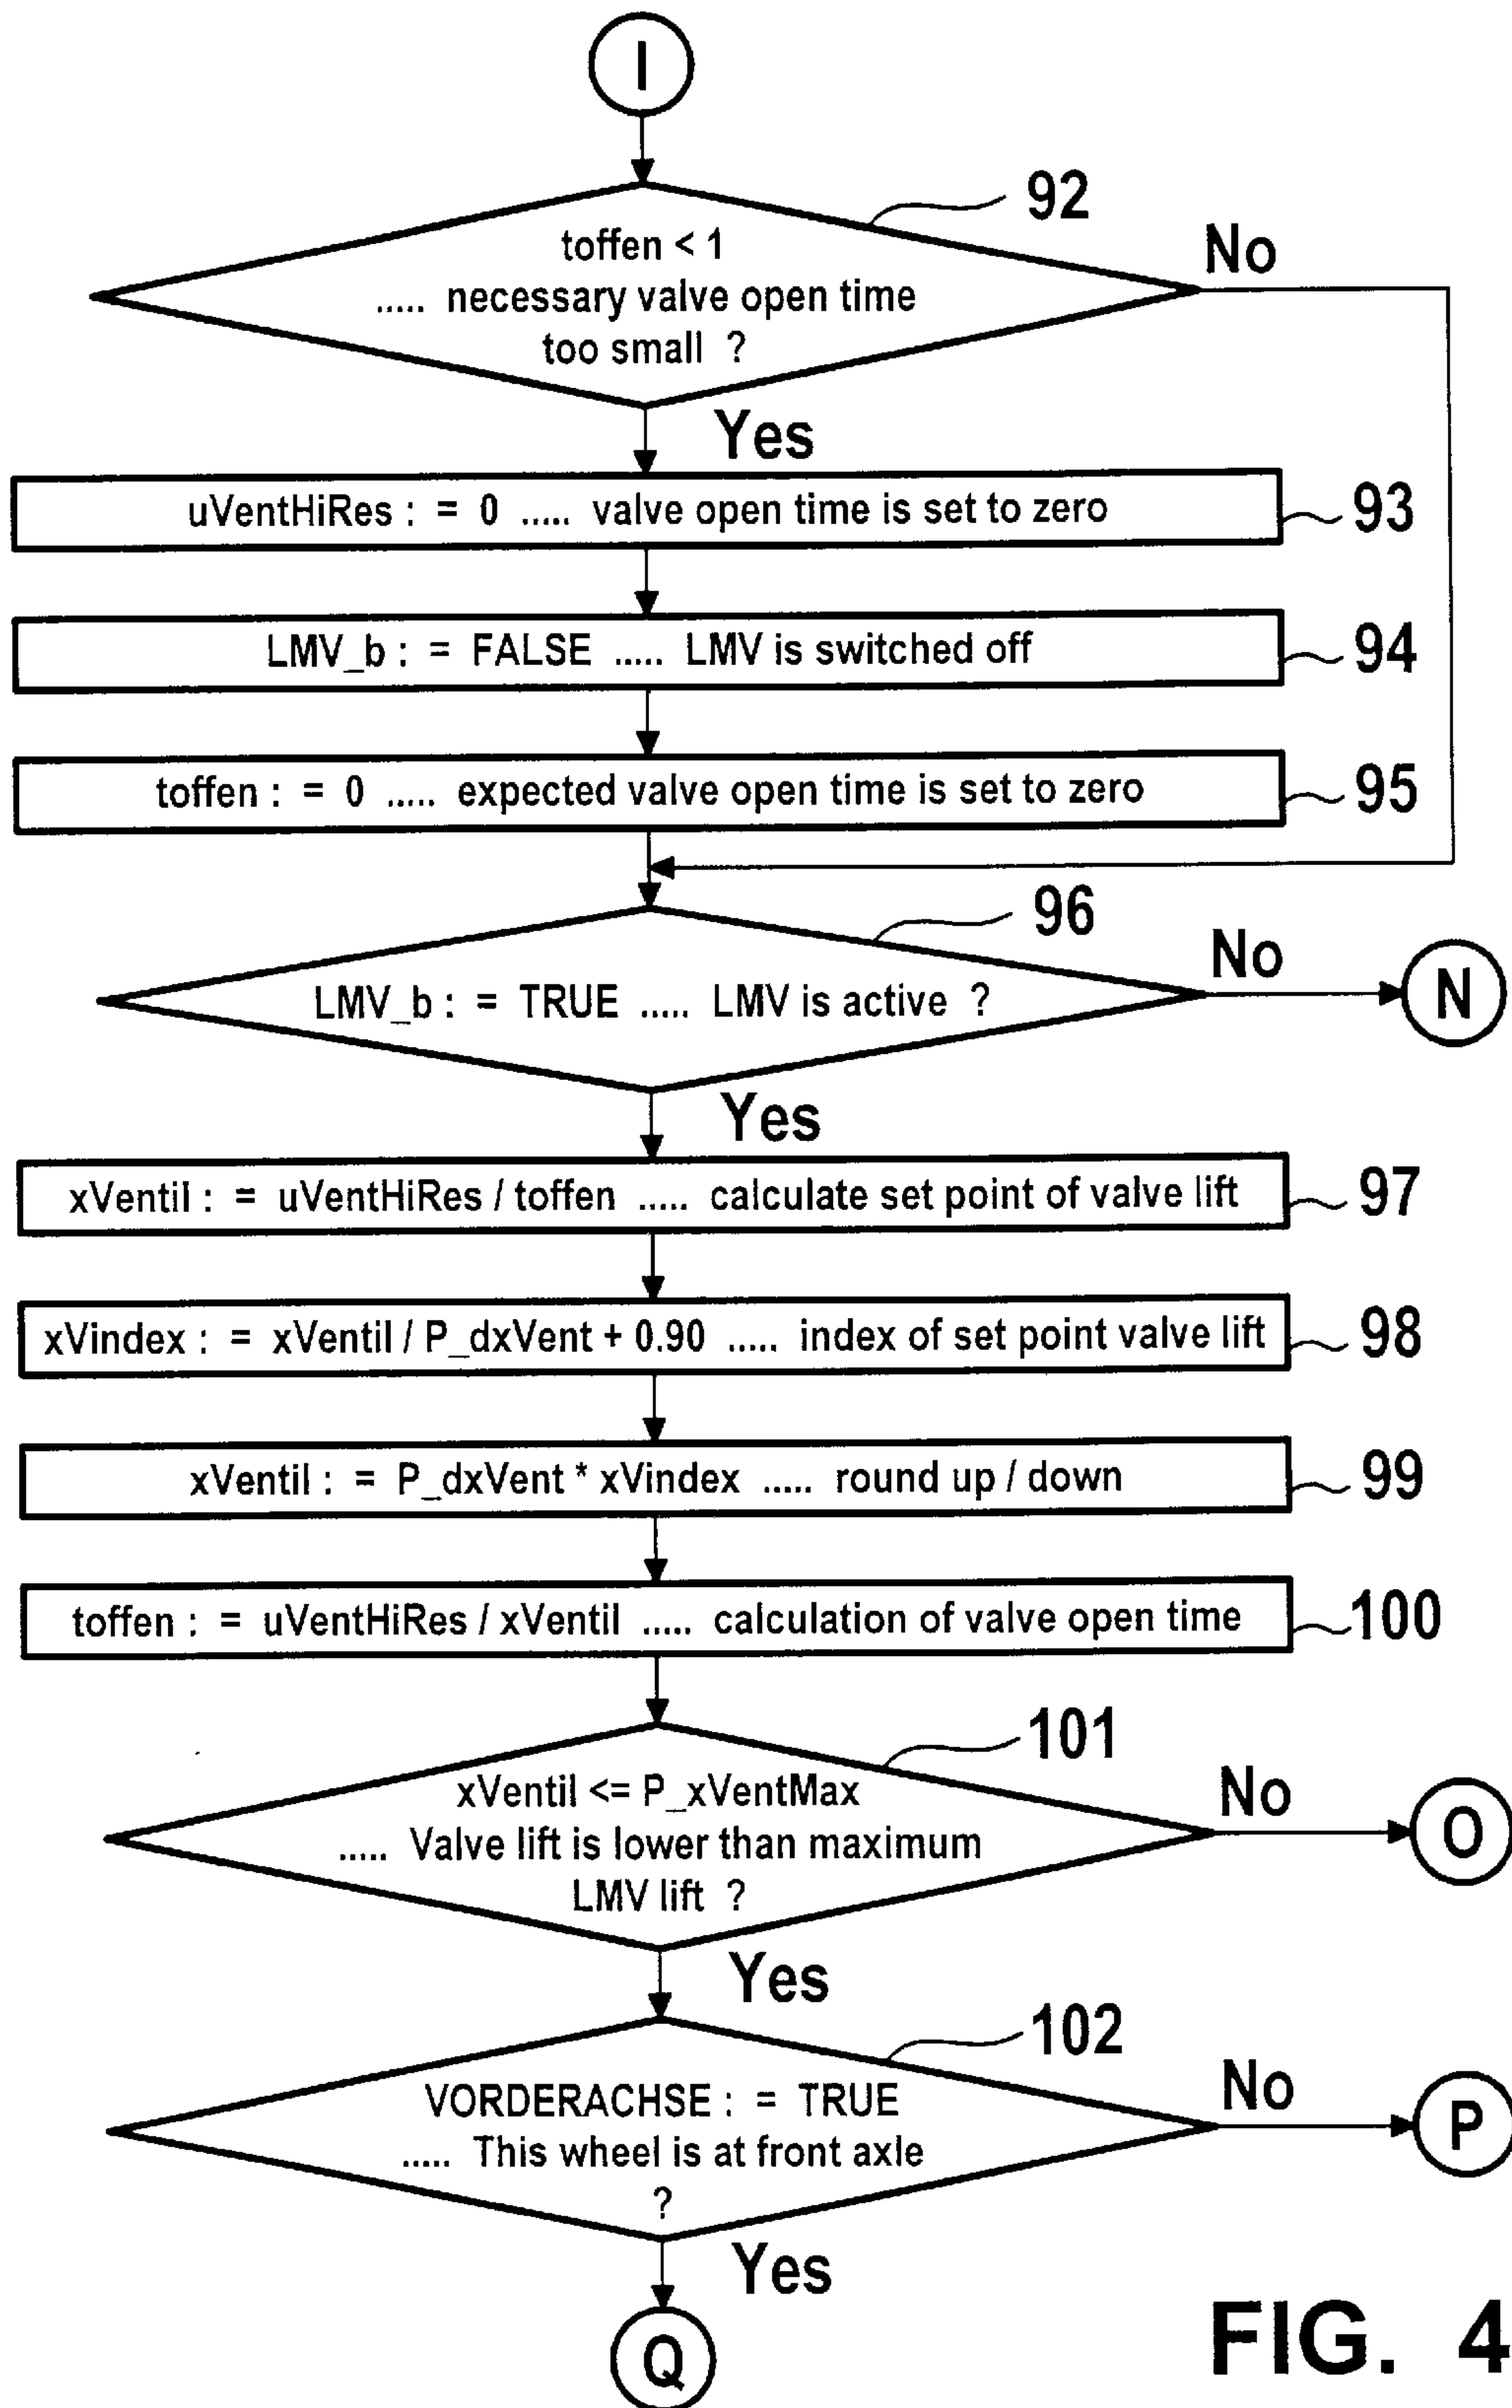 I
92
toffen < 1
..... necessary valve open time
too small ?
No
Yes
uVentHiRes : = 0 ..... valve open time is set to zero
93
LMV_b : = FALSE ..... LMV is switched off
94
toffen : = 0 ..... expected valve open time is set to zero
95
96
LMV_b : = TRUE ..... LMV is active ?
No
N
Yes
xVentil : = uVentHiRes / toffen ..... calculate set point of valve lift
97
xVindex : = xVentil / P_dxVent + 0.90 ..... index of set point valve lift
98
xVentil : = P_dxVent * xVindex ..... round up / down
99
toffen : = uVentHiRes / xVentil ..... calculation of valve open time
100
101
xVentil <= P_xVentMax
..... Valve lift is lower than maximum
LMV lift ?
No
O
Yes
102
VORDERACHSE : = TRUE
..... This wheel is at front axle
?
No
P
Yes
Q
FIG. 4